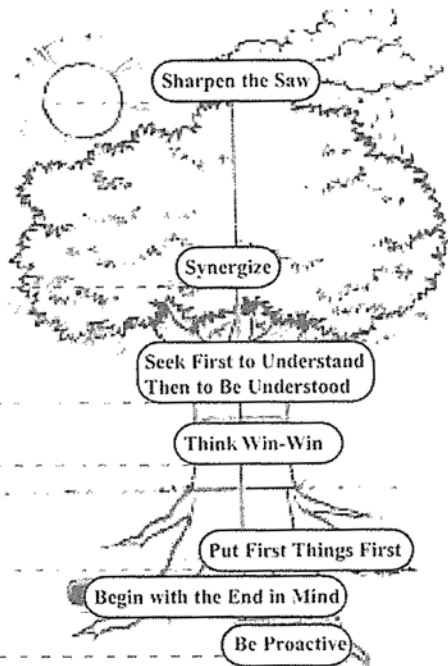 Sharpen the Saw
Synergize
Seek First to Understand
Then to Be Understood
Think Win-Win
Put First Things First
Begin with the End in Mind
Be Proactive